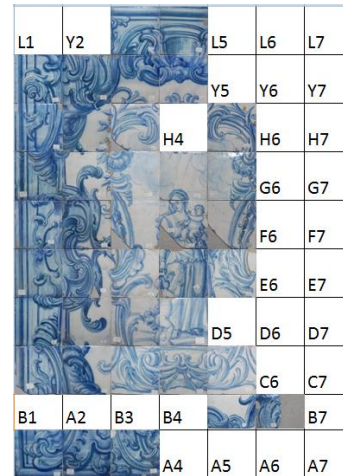 L1 Y2 L5 L6 L7
Y5 Y6 Y7
H4 H6 H7
G6 G7
F6 F7
E6 E7
D5 D6 D7
C6 C7
B1 A2 B3 B4 B7
A4 A5 A6 A7